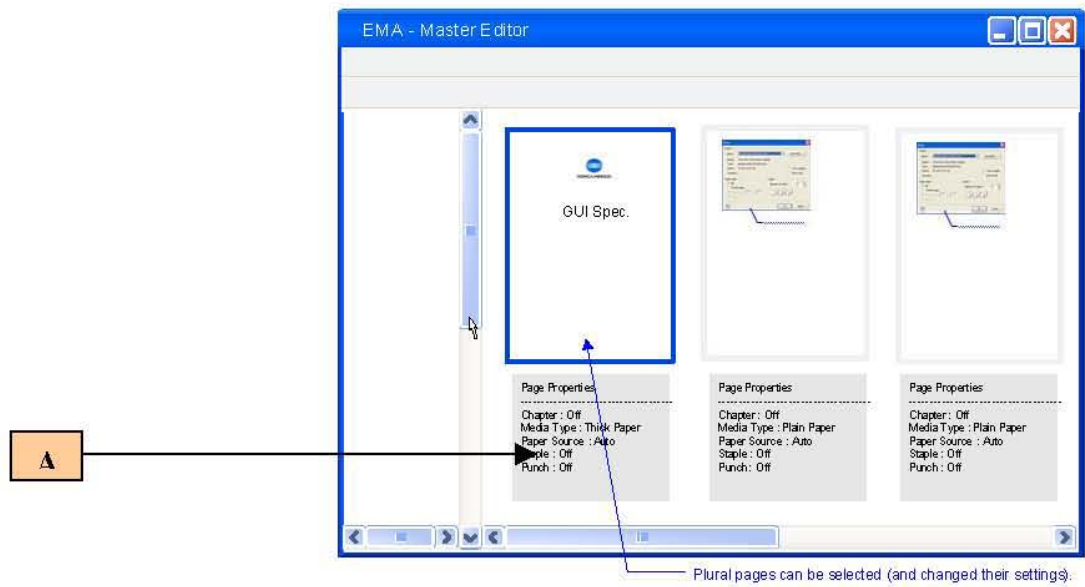 EMA - Master Editor
GUI Spec.
Page Properties
Chapter : Off
Media Type : Thick Paper
Paper Source : Auto
Staple : Off
Punch : Off
Page Properties
Chapter : Off
Media Type : Plain Paper
Paper Source : Auto
Staple : Off
Punch : Off
Page Properties
Chapter : Off
Media Type : Plain Paper
Paper Source : Auto
Staple : Off
Punch : Off
A
Plural pages can be selected (and changed their settings).